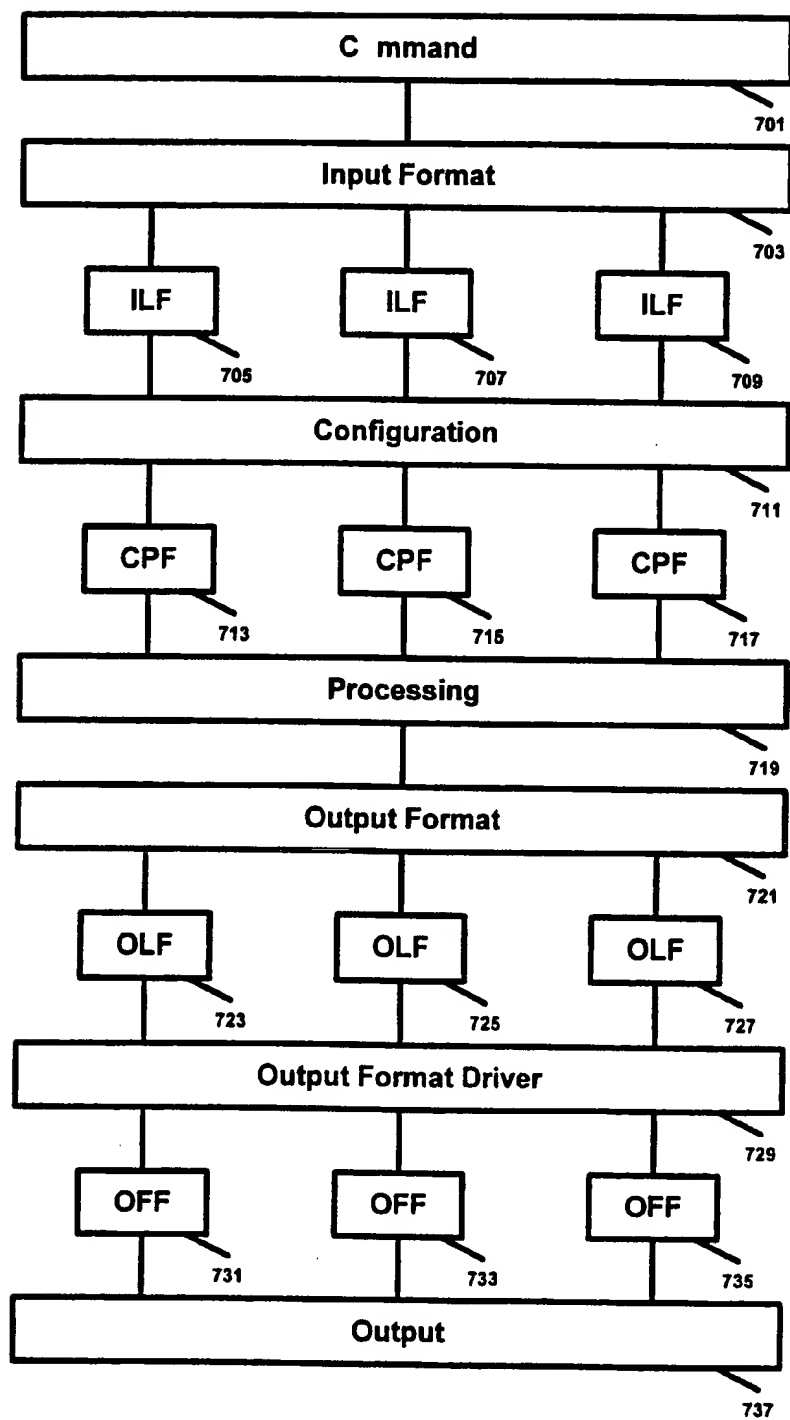 C mmand
701
Input Format
703
ILF ILF ILF
705 707 709
Configuration
711
CPF CPF CPF
713 715 717
Processing
719
Output Format
721
OLF OLF OLF
723 725 727
Output Format Driver
729
OFF OFF OFF
731 733 735
Output
737